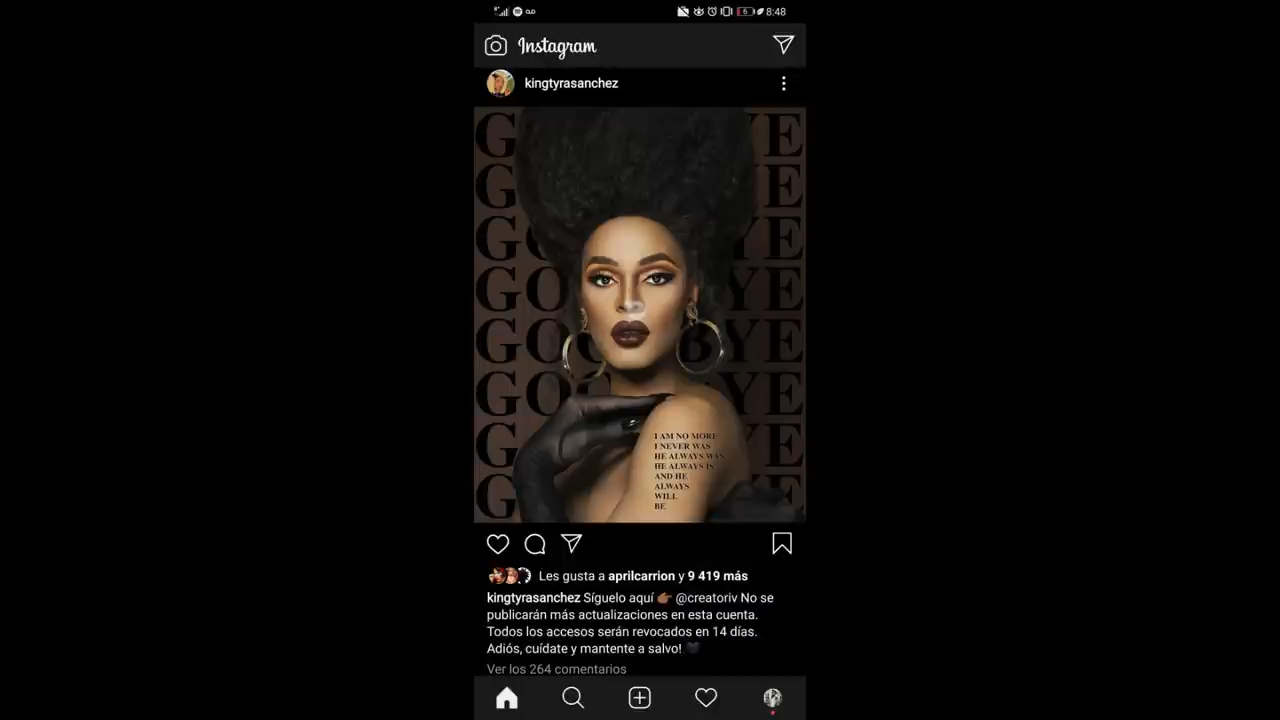 6
8:48
Instagram
kingtyrasanchez
GOODBYE
I AM NO MORE
I NEVER WAS
HE ALWAYS WAS
HE ALWAYS IS
AND HE
ALWAYS
WILL
BE
Les gusta a aprilcarrion y 9 419 más
kingtyrasanchez Síguelo aquí 👉🏾 @creatoriv No se
publicarán más actualizaciones en esta cuenta.
Todos los accesos serán revocados en 14 días.
Adiós, cuídate y mantente a salvo! 🖤
Ver los 264 comentarios